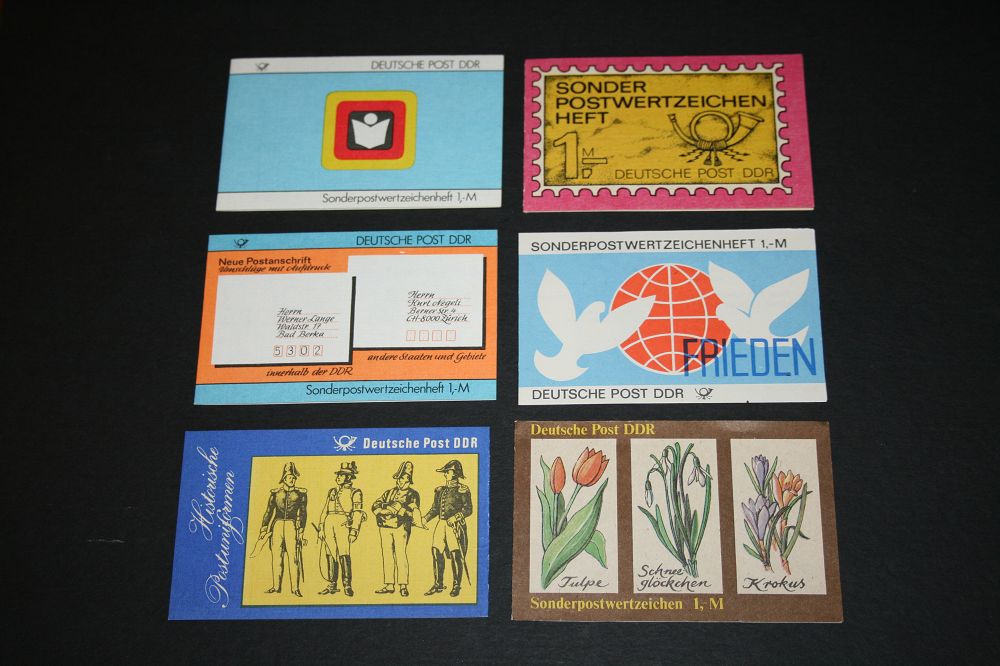 DEUTSCHE POST DDR
Sonderpostwertzeichenheft 1,-M
SONDER
POSTWERTZEICHEN
HEFT
1 M
DEUTSCHE POST DDR
DEUTSCHE POST DDR
Neue Postanschrift
Umschläge mit Aufdruck
Herrn
Werner Lange
Waldstr. 17
Bad Berka
5302
innerhalb der DDR
Herrn
Kurt Nägeli
Berner Str. 4
CH-8000 Zürich
andere Staaten und Gebiete
Sonderpostwertzeichenheft 1,-M
SONDERPOSTWERTZEICHENHEFT 1,-M
FRIEDEN
DEUTSCHE POST DDR
Historische
Postuniformen
Deutsche Post DDR
Deutsche Post DDR
Tulpe
Schnee
glöckchen
Krokus
Sonderpostwertzeichen 1, M